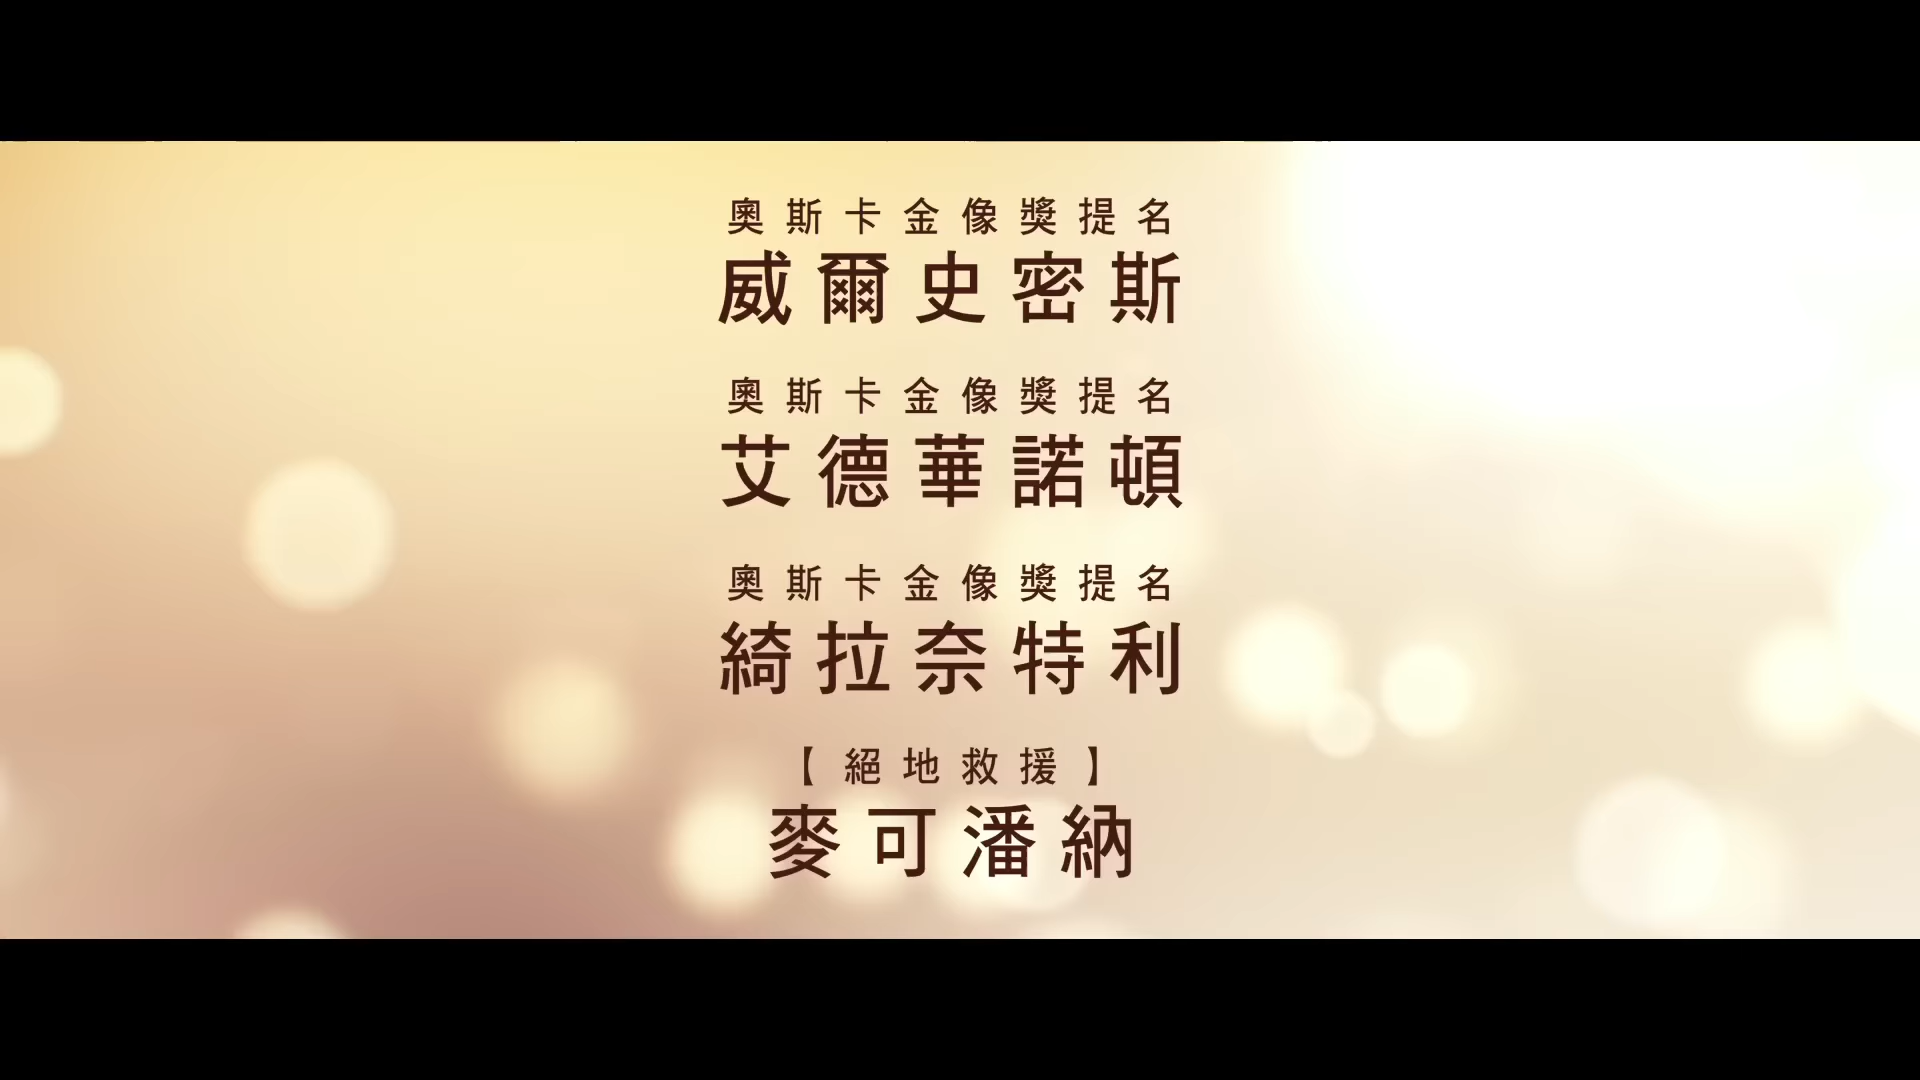 奧斯卡金像獎提名
威爾史密斯
奧斯卡金像獎提名
艾德華諾頓
奧斯卡金像獎提名
綺拉奈特利
【絕地救援】
麥可潘納